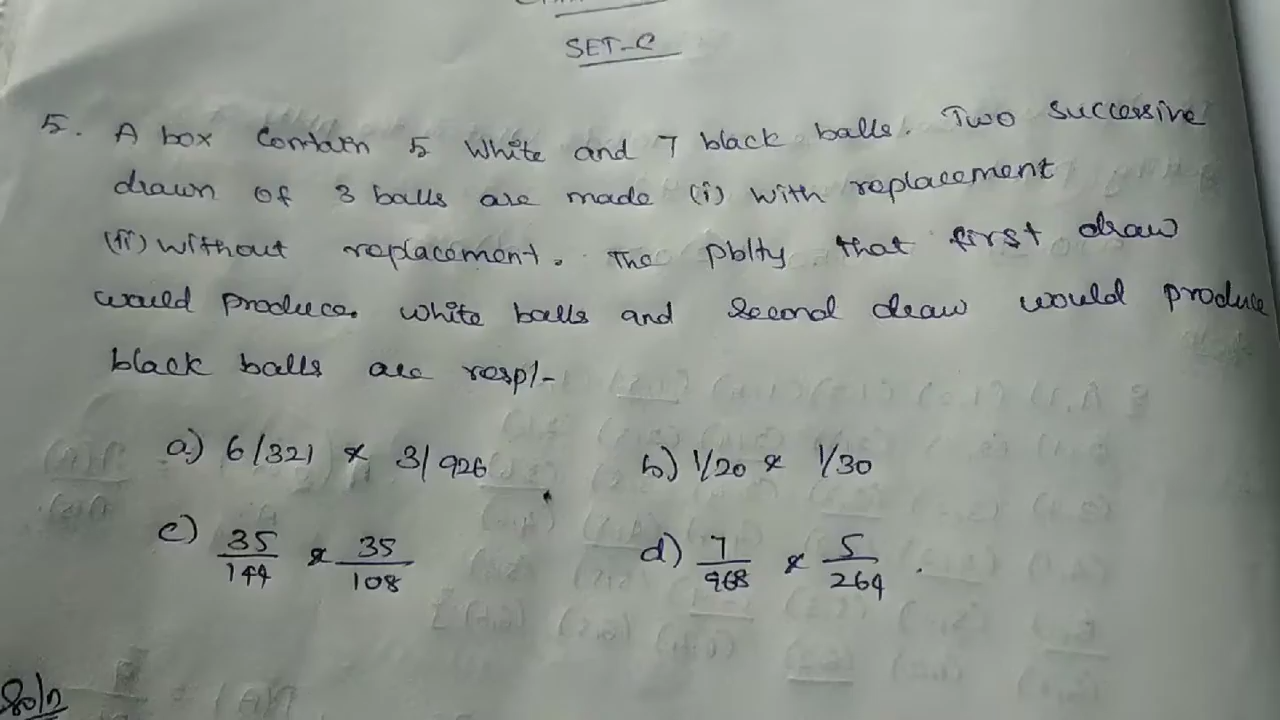 SET-C
5. A box Contain 5 White and 7 black balls. Two successive
drawn of 3 balls are made (i) with replacement
(ii) without replacement. The pblty that first draw
would produce white balls and second draw would produce
black balls are respl-
a) 6/321 & 3/926 b) 1/20 & 1/30
c) 35/144 & 35/108 d) 7/968 & 5/264.
Soln